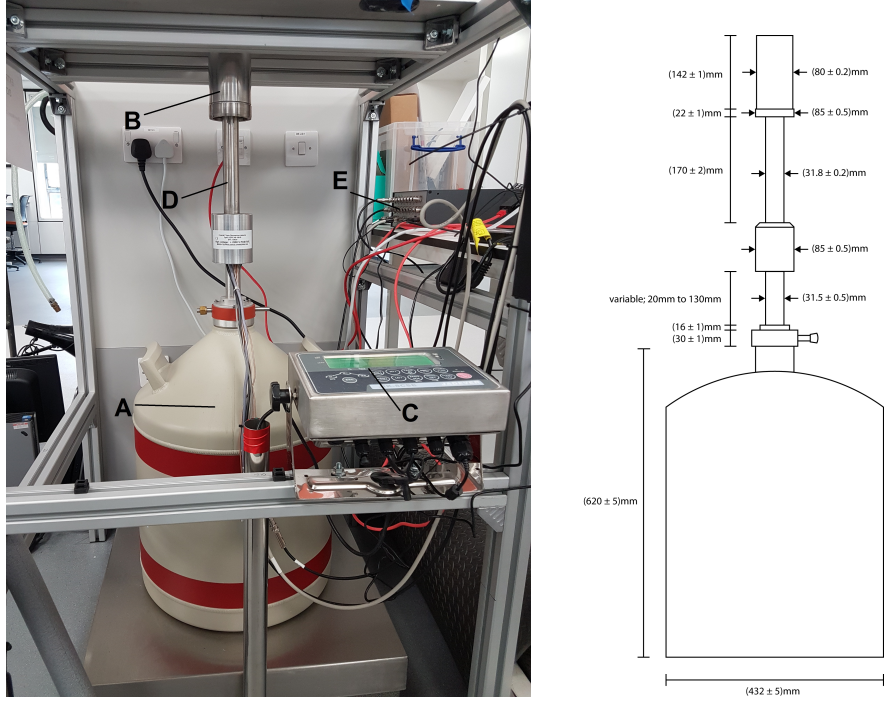 B
D
E
A
C
(142 ± 1)mm
(80 ± 0.2)mm
(22 ± 1)mm
(85 ± 0.5)mm
(170 ± 2)mm
(31.8 ± 0.2)mm
(85 ± 0.5)mm
variable; 20mm to 130mm
(31.5 ± 0.5)mm
(16 ± 1)mm
(30 ± 1)mm
(620 ± 5)mm
(432 ± 5)mm